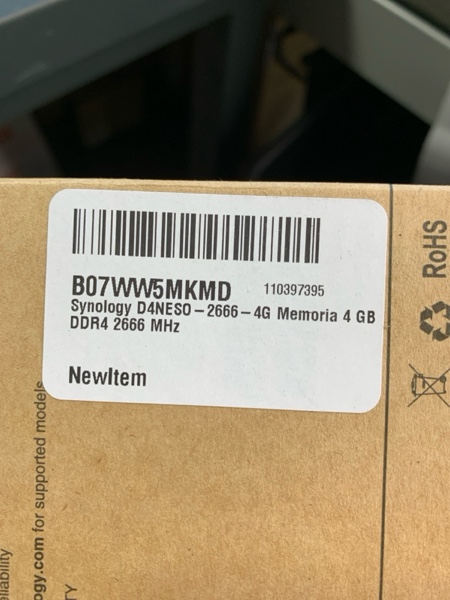 B07WW5MKMD 110397395
Synology D4NESO-2666-4G Memoria 4 GB
DDR4 2666 MHz
NewItem
RoHS
ogy.com for supported models